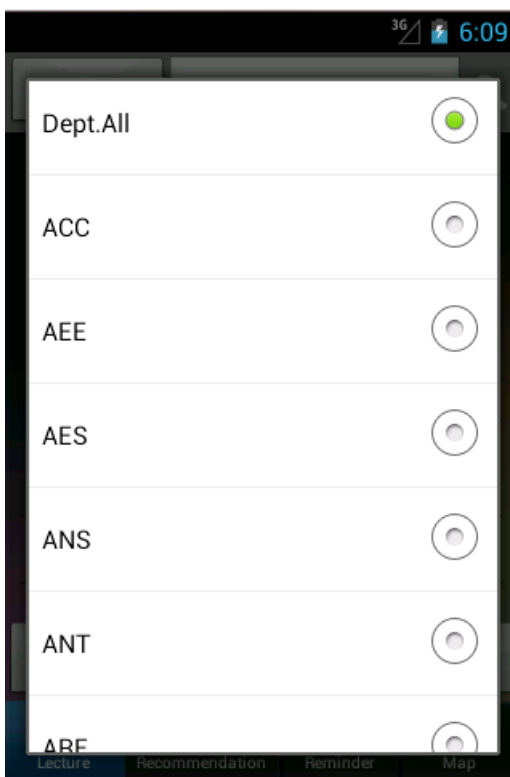 3G 6:09
Dept.All
ACC
AEE
AES
ANS
ANT
Lecture Recommendation Reminder Map